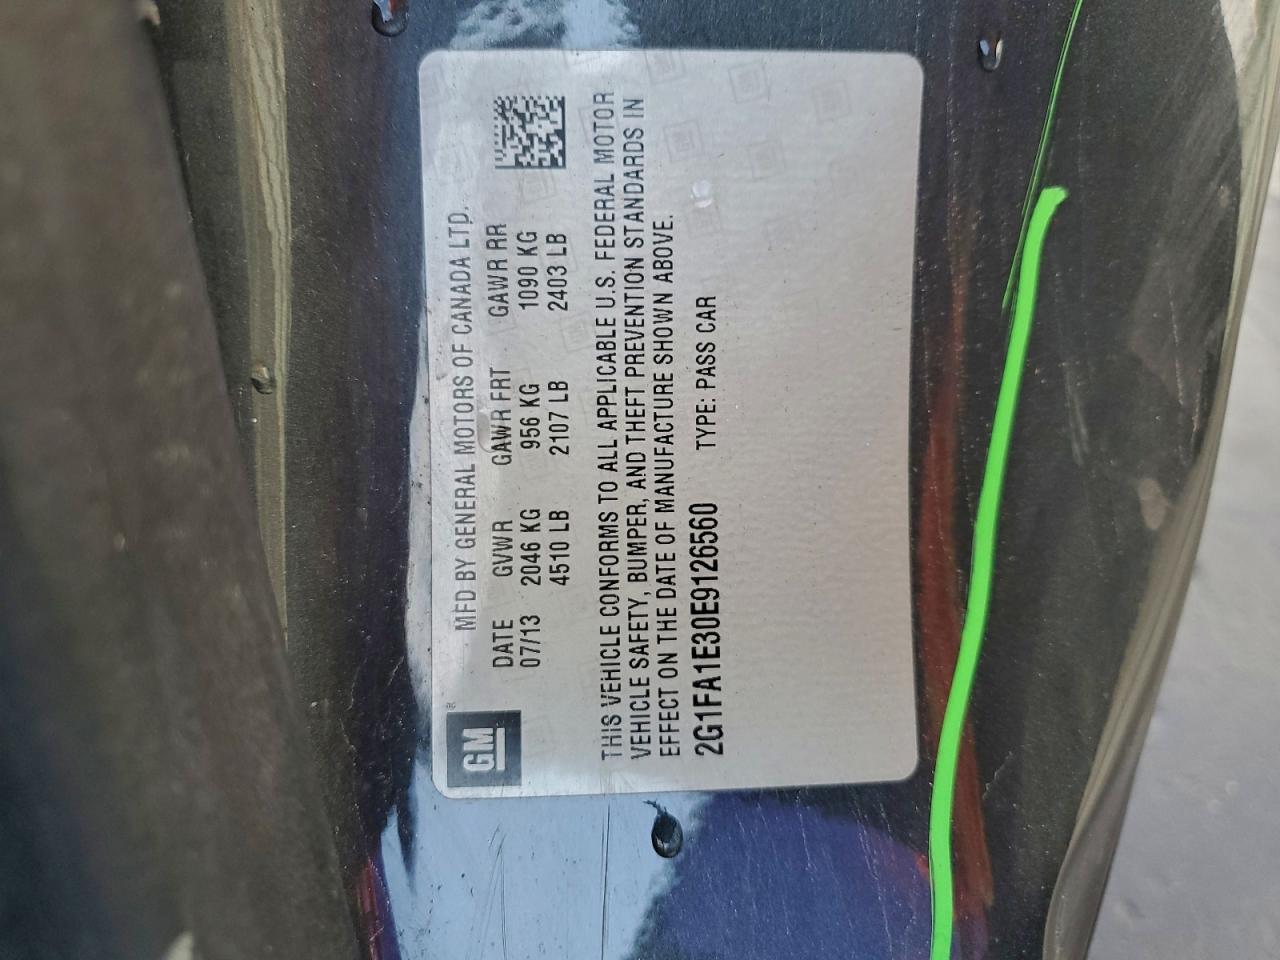 GM ®
MFD BY GENERAL MOTORS OF CANADA LTD.
DATE GVWR GAWR FRT GAWR RR
07/13 2046 KG 956 KG 1090 KG
4510 LB 2107 LB 2403 LB
THIS VEHICLE CONFORMS TO ALL APPLICABLE U.S. FEDERAL MOTOR
VEHICLE SAFETY, BUMPER, AND THEFT PREVENTION STANDARDS IN
EFFECT ON THE DATE OF MANUFACTURE SHOWN ABOVE.
2G1FA1E30E9126560 TYPE: PASS CAR